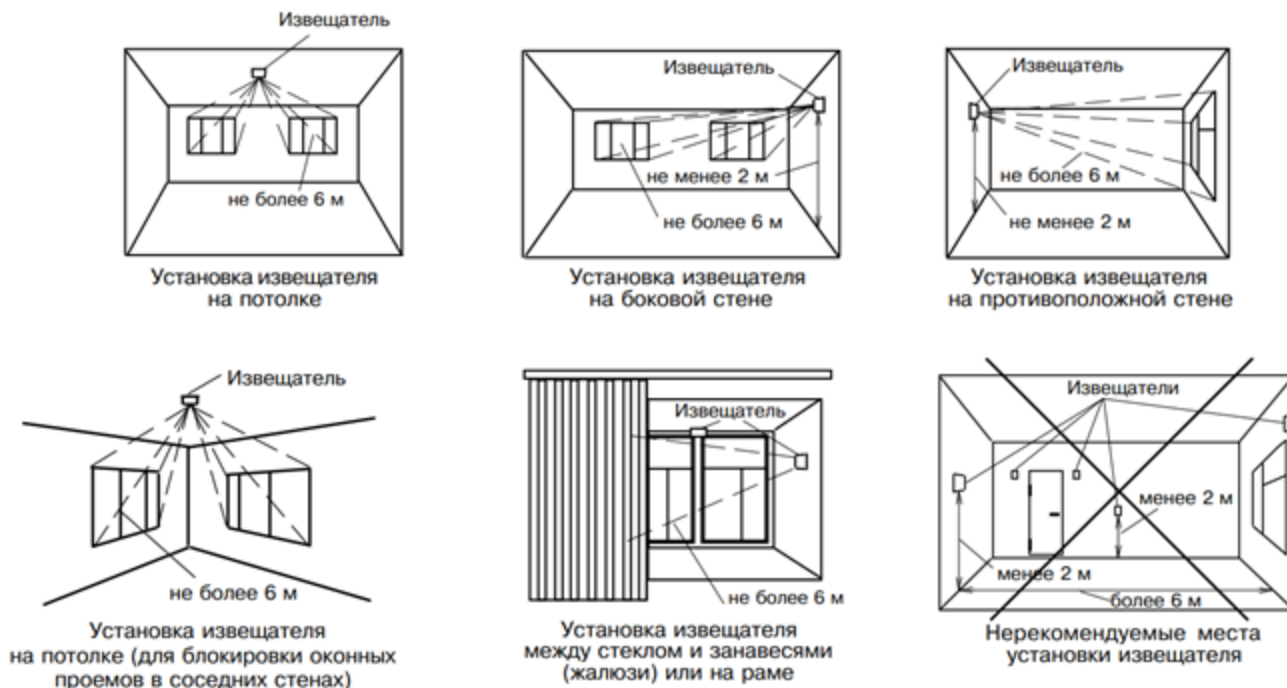 Извещатель
не более 6 м
Установка извещателя
на потолке
Извещатель
не менее 2 м
не более 6 м
Установка извещателя
на боковой стене
Извещатель
не более 6 м
не менее 2 м
Установка извещателя
на противоположной стене
Извещатель
не более 6 м
Установка извещателя
на потолке (для блокировки оконных
проемов в соседних стенах)
Извещатель
не более 6 м
Установка извещателя
между стеклом и занавесями
(жалюзи) или на раме
Извещатели
менее 2 м
менее 2 м
более 6 м
Нерекомендуемые места
установки извещателя